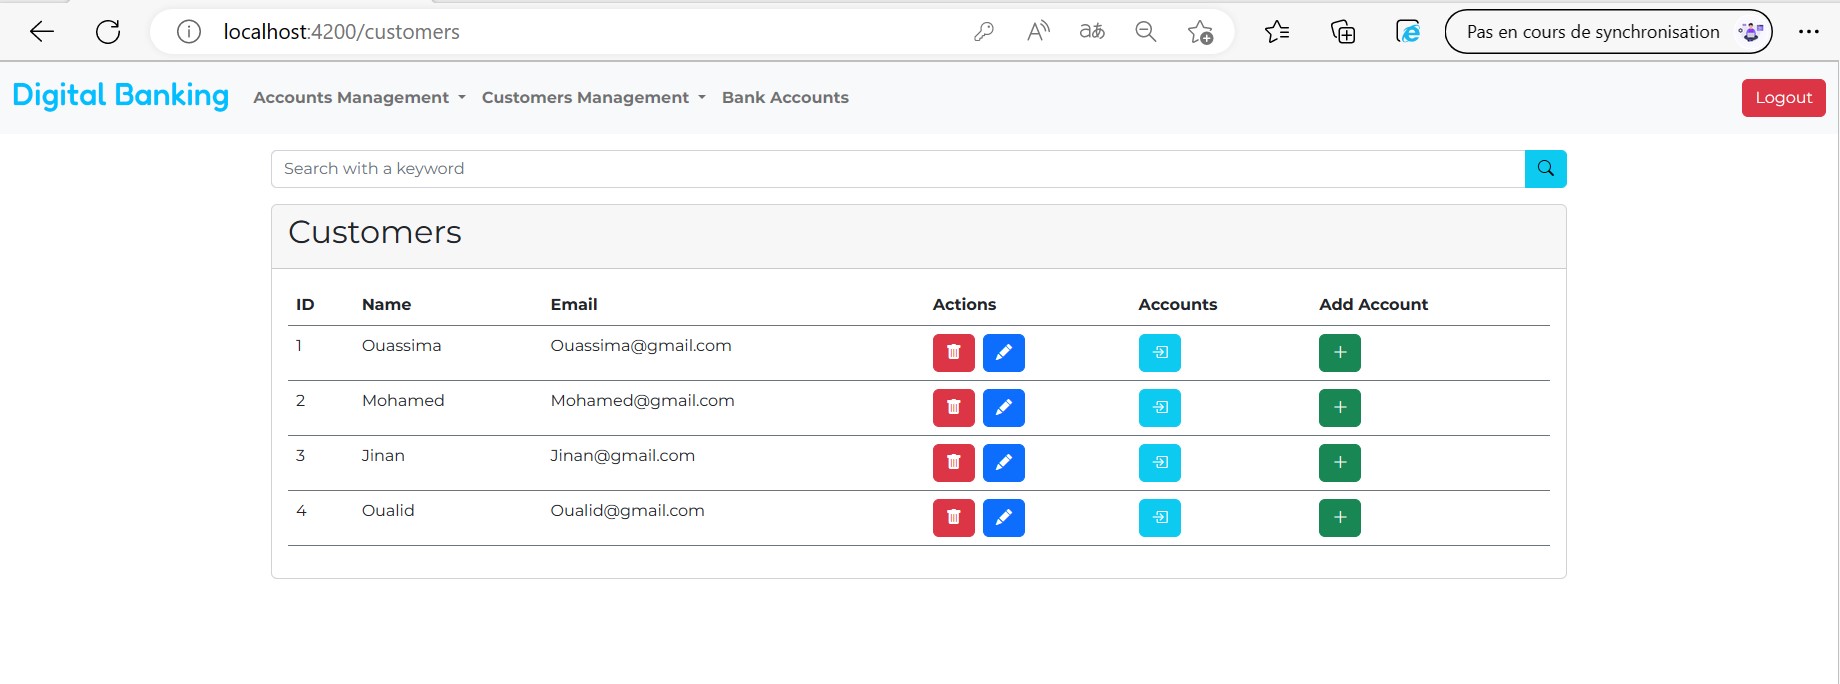 localhost:4200/customers
aあ
Pas en cours de synchronisation
Digital Banking
Accounts Management
Customers Management
Bank Accounts
Logout
Search with a keyword
Customers
ID Name Email Actions Accounts Add Account
1 Ouassima Ouassima@gmail.com
2 Mohamed Mohamed@gmail.com
3 Jinan Jinan@gmail.com
4 Oualid Oualid@gmail.com